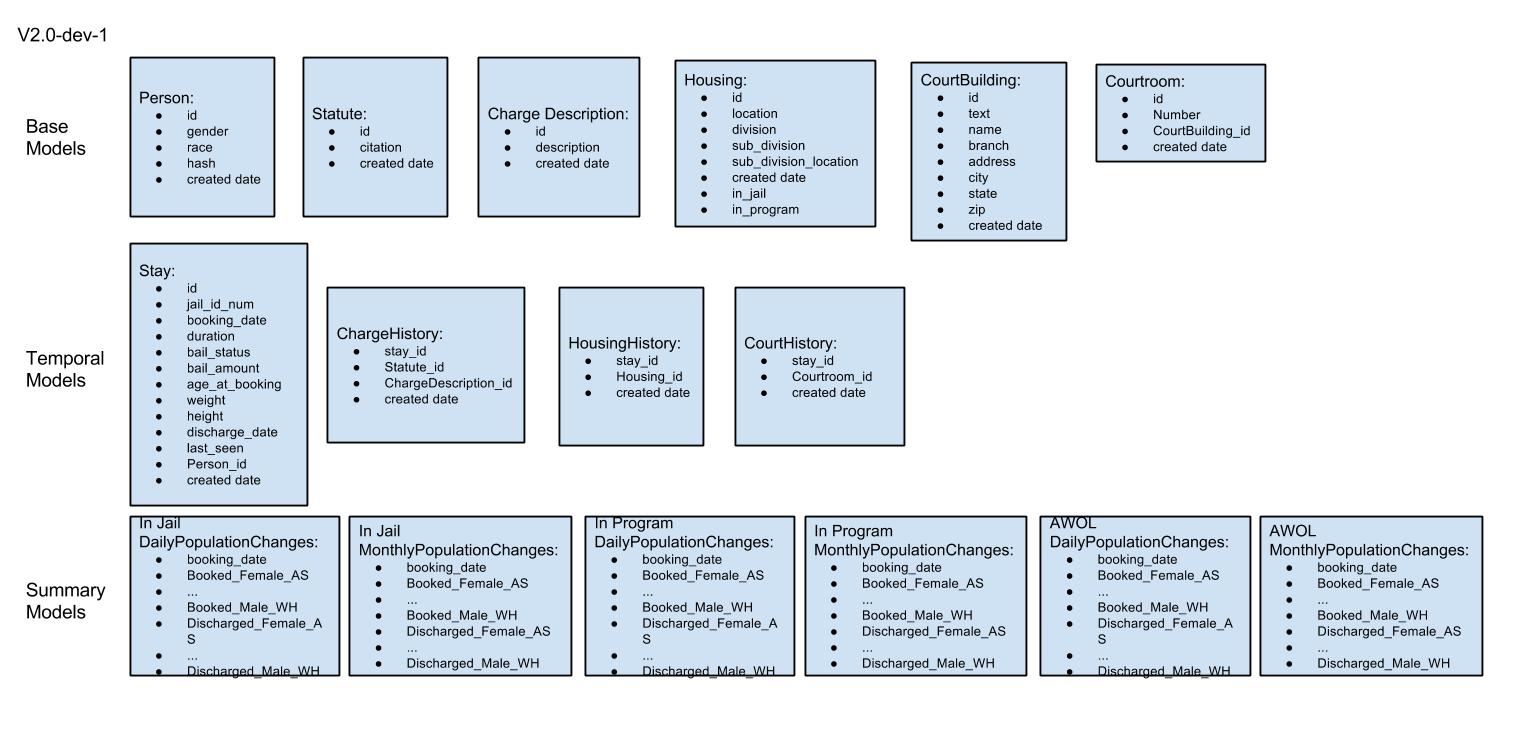 V2.0-dev-1
Base
Models
Person:
● id
● gender
● race
● hash
● created date
Statute:
● id
● citation
● created date
Charge Description:
● id
● description
● created date
Housing:
● id
● location
● division
● sub_division
● sub_division_location
● created date
● in_jail
● in_program
CourtBuilding:
● id
● text
● name
● branch
● address
● city
● state
● zip
● created date
Courtroom:
● id
● Number
● CourtBuilding_id
● created date
Temporal
Models
Stay:
● id
● jail_id_num
● booking_date
● duration
● bail_status
● bail_amount
● age_at_booking
● weight
● height
● discharge_date
● last_seen
● Person_id
● created date
ChargeHistory:
● stay_id
● Statute_id
● ChargeDescription_id
● created date
HousingHistory:
● stay_id
● Housing_id
● created date
CourtHistory:
● stay_id
● Courtroom_id
● created date
Summary
Models
In Jail
DailyPopulationChanges:
● booking_date
● Booked_Female_AS
● ...
● Booked_Male_WH
● Discharged_Female_A
S
● ...
● Discharged_Male_WH
In Jail
MonthlyPopulationChanges:
● booking_date
● Booked_Female_AS
● ...
● Booked_Male_WH
● Discharged_Female_AS
● ...
● Discharged_Male_WH
In Program
DailyPopulationChanges:
● booking_date
● Booked_Female_AS
● ...
● Booked_Male_WH
● Discharged_Female_A
S
● ...
● Discharged_Male_WH
In Program
MonthlyPopulationChanges:
● booking_date
● Booked_Female_AS
● ...
● Booked_Male_WH
● Discharged_Female_AS
● ...
● Discharged_Male_WH
AWOL
DailyPopulationChanges:
● booking_date
● Booked_Female_AS
● ...
● Booked_Male_WH
● Discharged_Female_A
S
● ...
● Discharged_Male_WH
AWOL
MonthlyPopulationChanges:
● booking_date
● Booked_Female_AS
● ...
● Booked_Male_WH
● Discharged_Female_AS
● ...
● Discharged_Male_WH